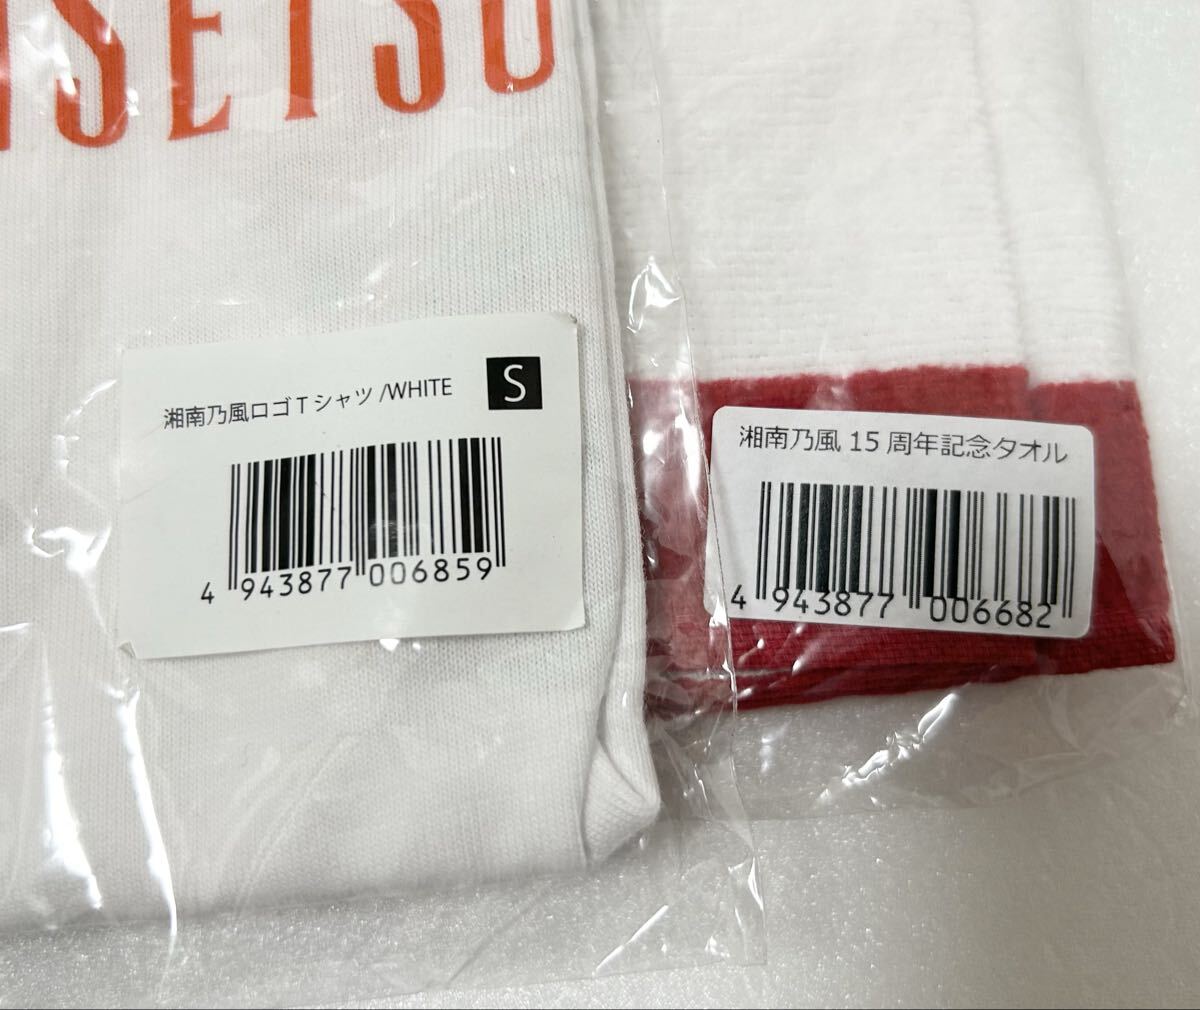 SETSU
湘南乃風ロゴTシャツ /WHITE
S
4 943877 006859
湘南乃風 15 周年記念タオル
4 943877 006682